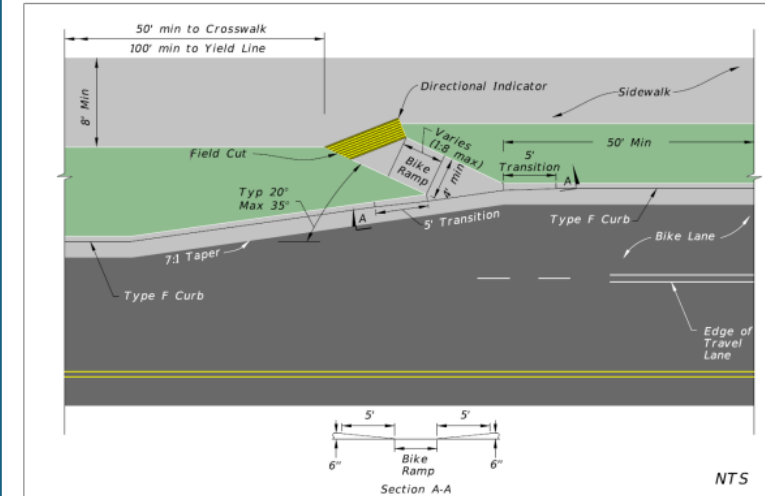 50' min to Crosswalk
100' min to Yield Line
8' Min
Directional Indicator
Sidewalk
Field Cut
Varies
(1:8 max)
Bike
Ramp
4' min
5'
Transition
50' Min
A
Typ 20°
Max 35°
A
5' Transition
Type F Curb
7:1 Taper
Bike Lane
Type F Curb
Edge of
Travel
Lane
5'
5'
6"
Bike
Ramp
6"
Section A-A
NTS